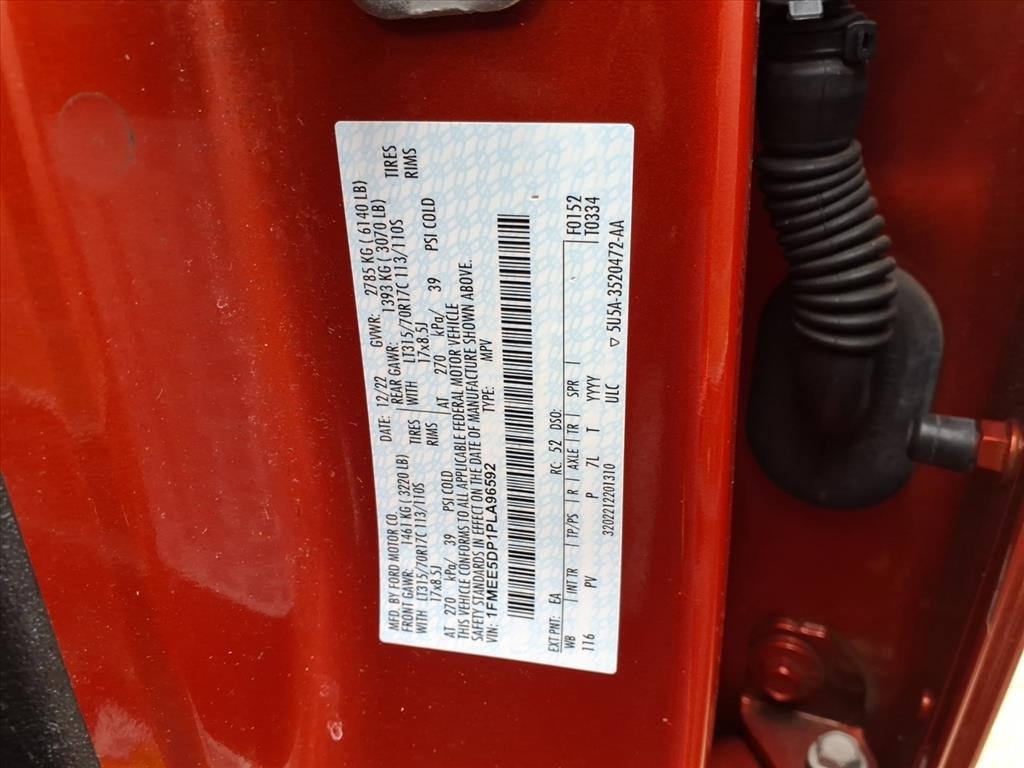 MFD. BY FORD MOTOR CO. DATE: 12/22 GVWR: 2785 KG ( 6140 LB)
FRONT GAWR: 1461 KG ( 3220 LB) REAR GAWR: 1393 KG ( 3070 LB)
WITH LT315/70R17C 113/110S TIRES WITH LT315/70R17C 113/110S TIRES
17x8.5J RIMS 17x8.5J RIMS
AT 270 kPa/ 39 PSI COLD AT 270 kPa/ 39 PSI COLD
THIS VEHICLE CONFORMS TO ALL APPLICABLE FEDERAL MOTOR VEHICLE
SAFETY STANDARDS IN EFFECT ON THE DATE OF MANUFACTURE SHOWN ABOVE.
VIN: 1FMEE5DP1PLA96592 TYPE: MPV
EXT PNT: EA RC: 52 DSO: F0152
WB INT TR TP/PS R AXLE TR SPR T0334
116 PV P 7L T YYYY
3202212201310 ULC
▽ 5U5A-3520472-AA